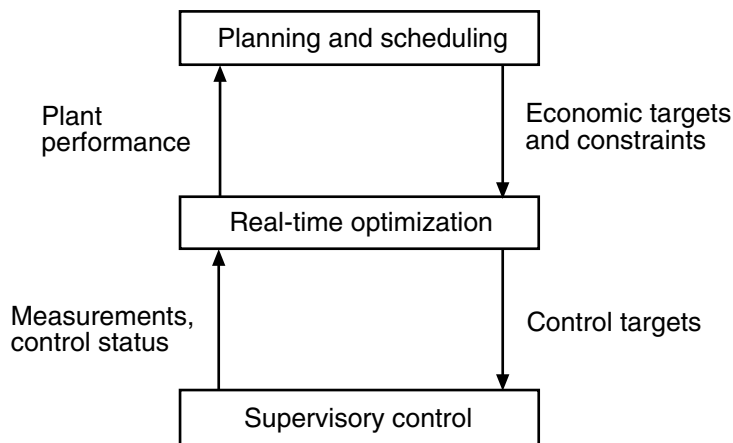 Planning and scheduling
Plant
performance
Economic targets
and constraints
Real-time optimization
Measurements,
control status
Control targets
Supervisory control